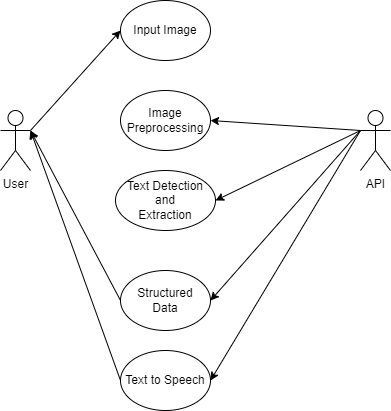 Input Image
Image
Preprocessing
User
API
Text Detection
and
Extraction
Structured
Data
Text to Speech